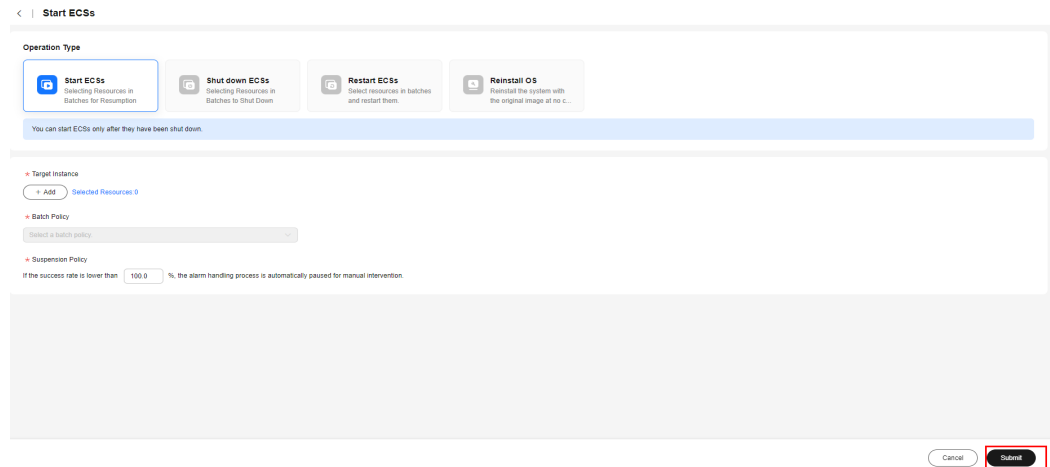 Start ECSs
Operation Type
Start ECSs
Selecting Resources in
Batches for Resumption
Shut down ECSs
Selecting Resources in
Batches to Shut Down
Restart ECSs
Select resources in batches
and restart them.
Reinstall OS
Reinstall the system with
the original image at no c...
You can start ECSs only after they have been shut down.
* Target Instance
+ Add Selected Resources 0
* Batch Policy
Select a batch policy.
* Suspension Policy
If the success rate is lower than 100.0 %, the alarm handling process is automatically paused for manual intervention.
Cancel Submit